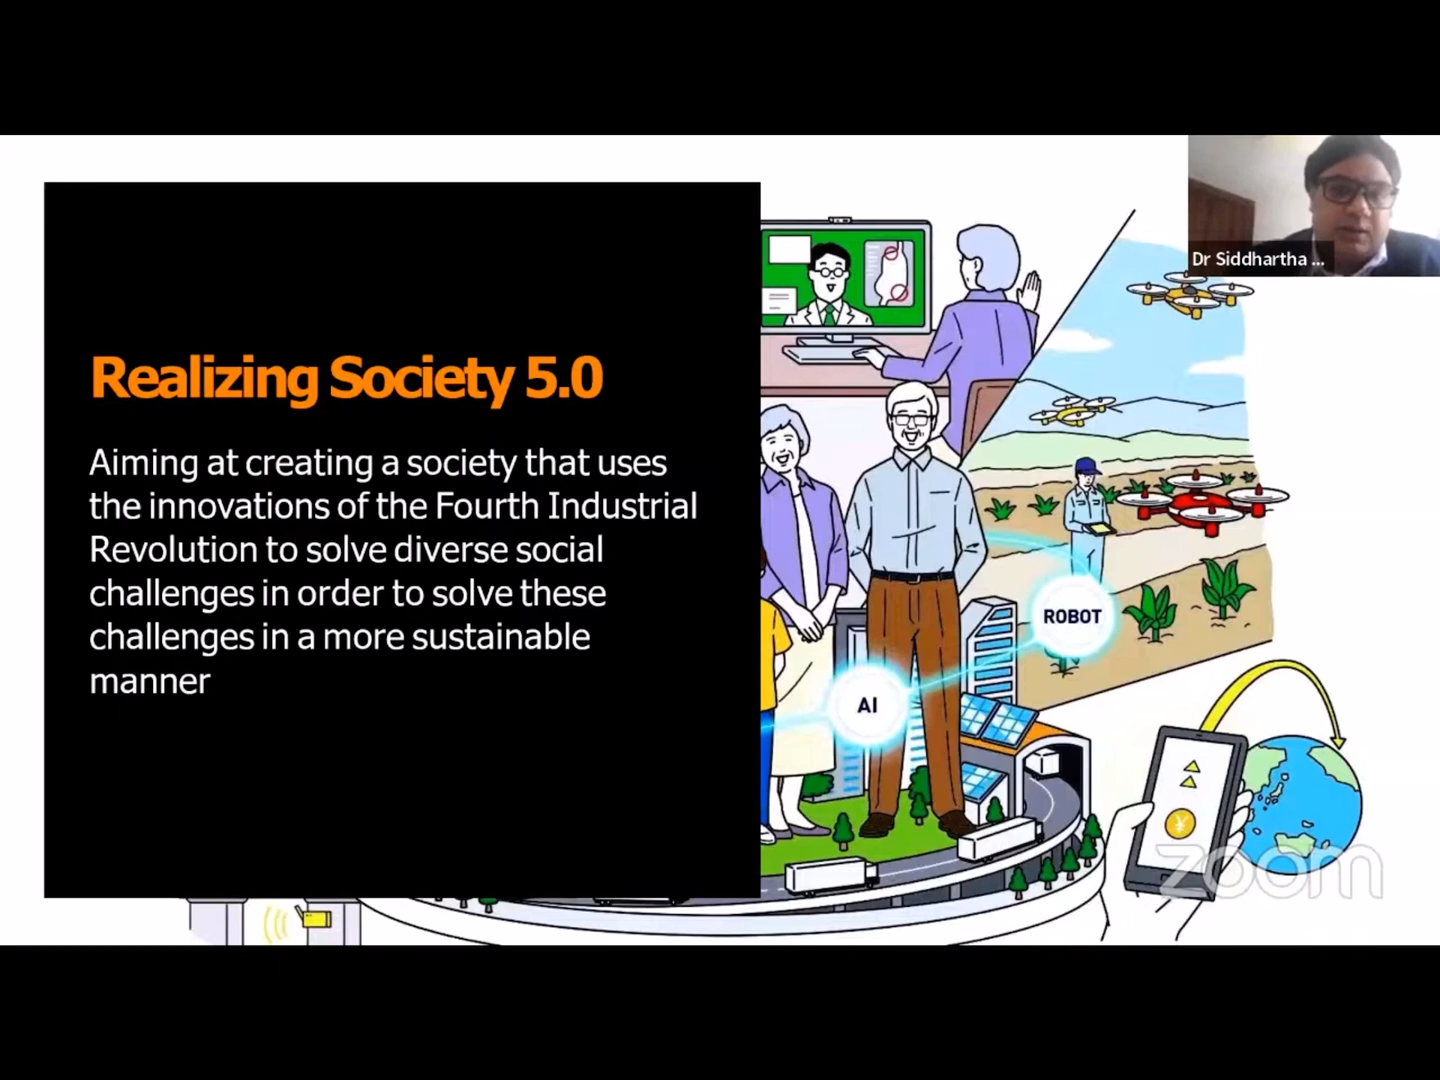 Dr Siddhartha ...
Realizing Society 5.0
Aiming at creating a society that uses
the innovations of the Fourth Industrial
Revolution to solve diverse social
challenges in order to solve these
challenges in a more sustainable
manner
ROBOT
AI
¥
zoom